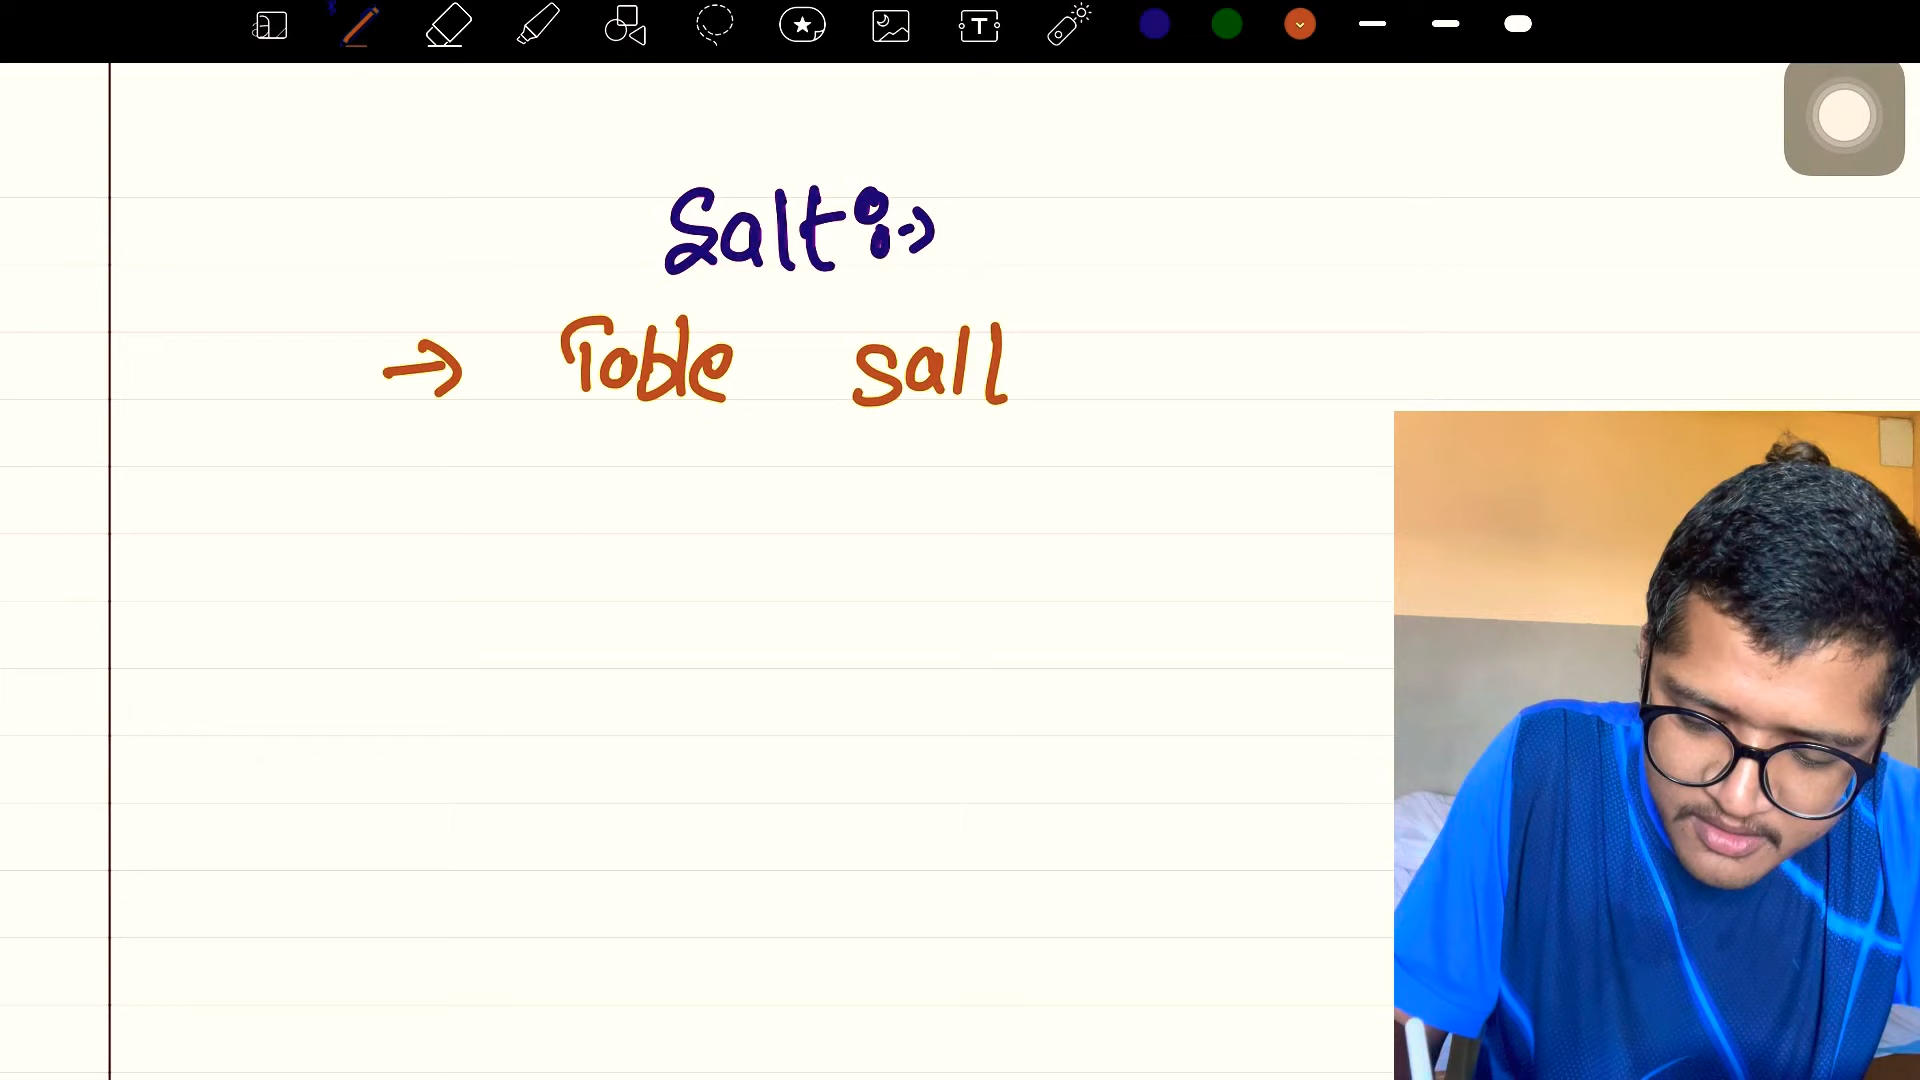 Salt :->
→ Table sall